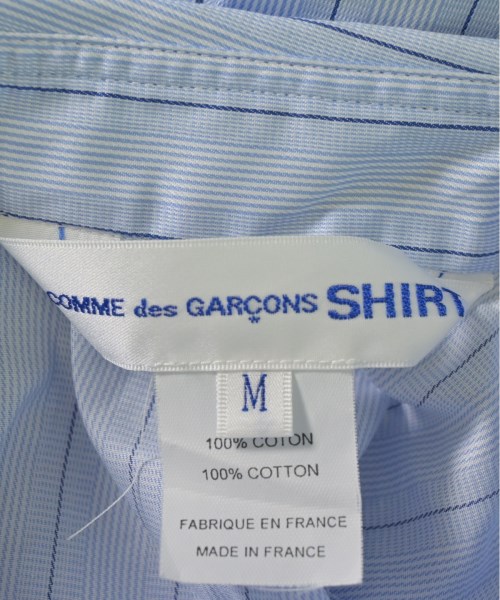 COMME des GARÇONS SHIRT
M
100% COTON
100% COTTON
FABRIQUE EN FRANCE
MADE IN FRANCE